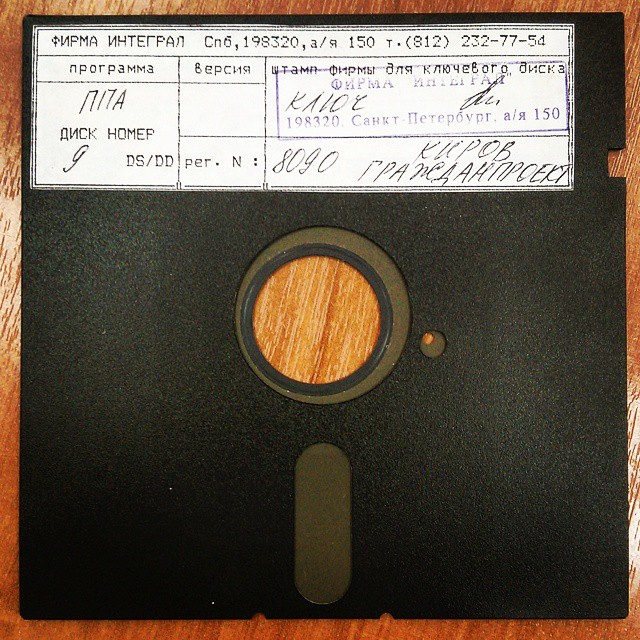 ФИРМА ИНТЕГРАЛ Спб,198320,а/я 150 т.(812) 232-77-54
программа версия штамп фирмы для ключевого диска
ФИРМА ИНТЕГРАЛ
ППА КЛЮЧ
198320. Санкт-Петербург, а/я 150
ДИСК НОМЕР
9 DS/DD рег. N : 8090 КИРОВ
ГРАЖДАНПРОЕКТ